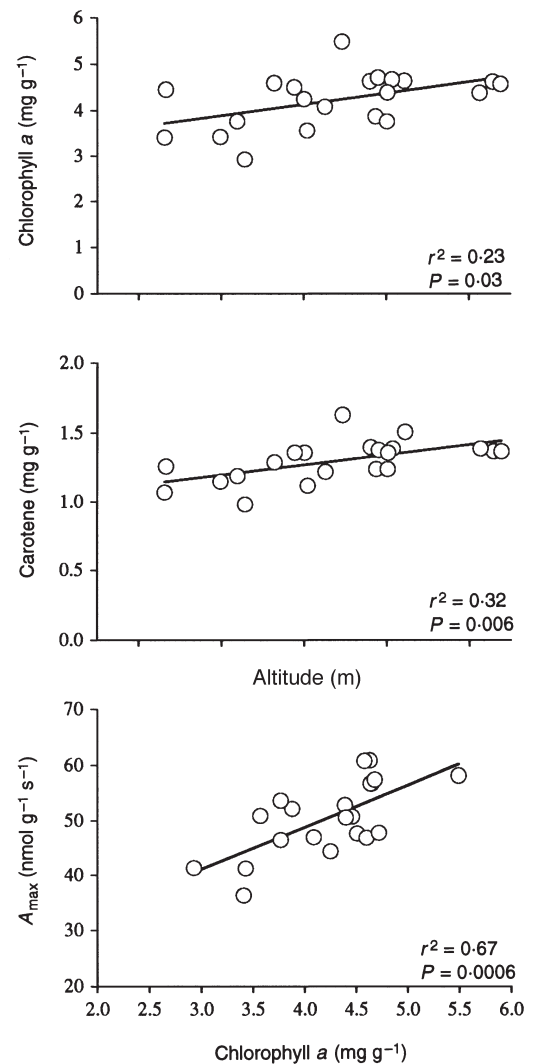 6
5
4
3
2
1
0
Chlorophyll a (mg g⁻¹)
r² = 0·23
P = 0·03
2.0
1.5
1.0
0.5
0.0
Carotene (mg g⁻¹)
r² = 0·32
P = 0·006
Altitude (m)
70
60
50
40
30
20
Amax (nmol g⁻¹ s⁻¹)
r² = 0·67
P = 0·0006
2.0 2.5 3.0 3.5 4.0 4.5 5.0 5.5 6.0
Chlorophyll a (mg g⁻¹)